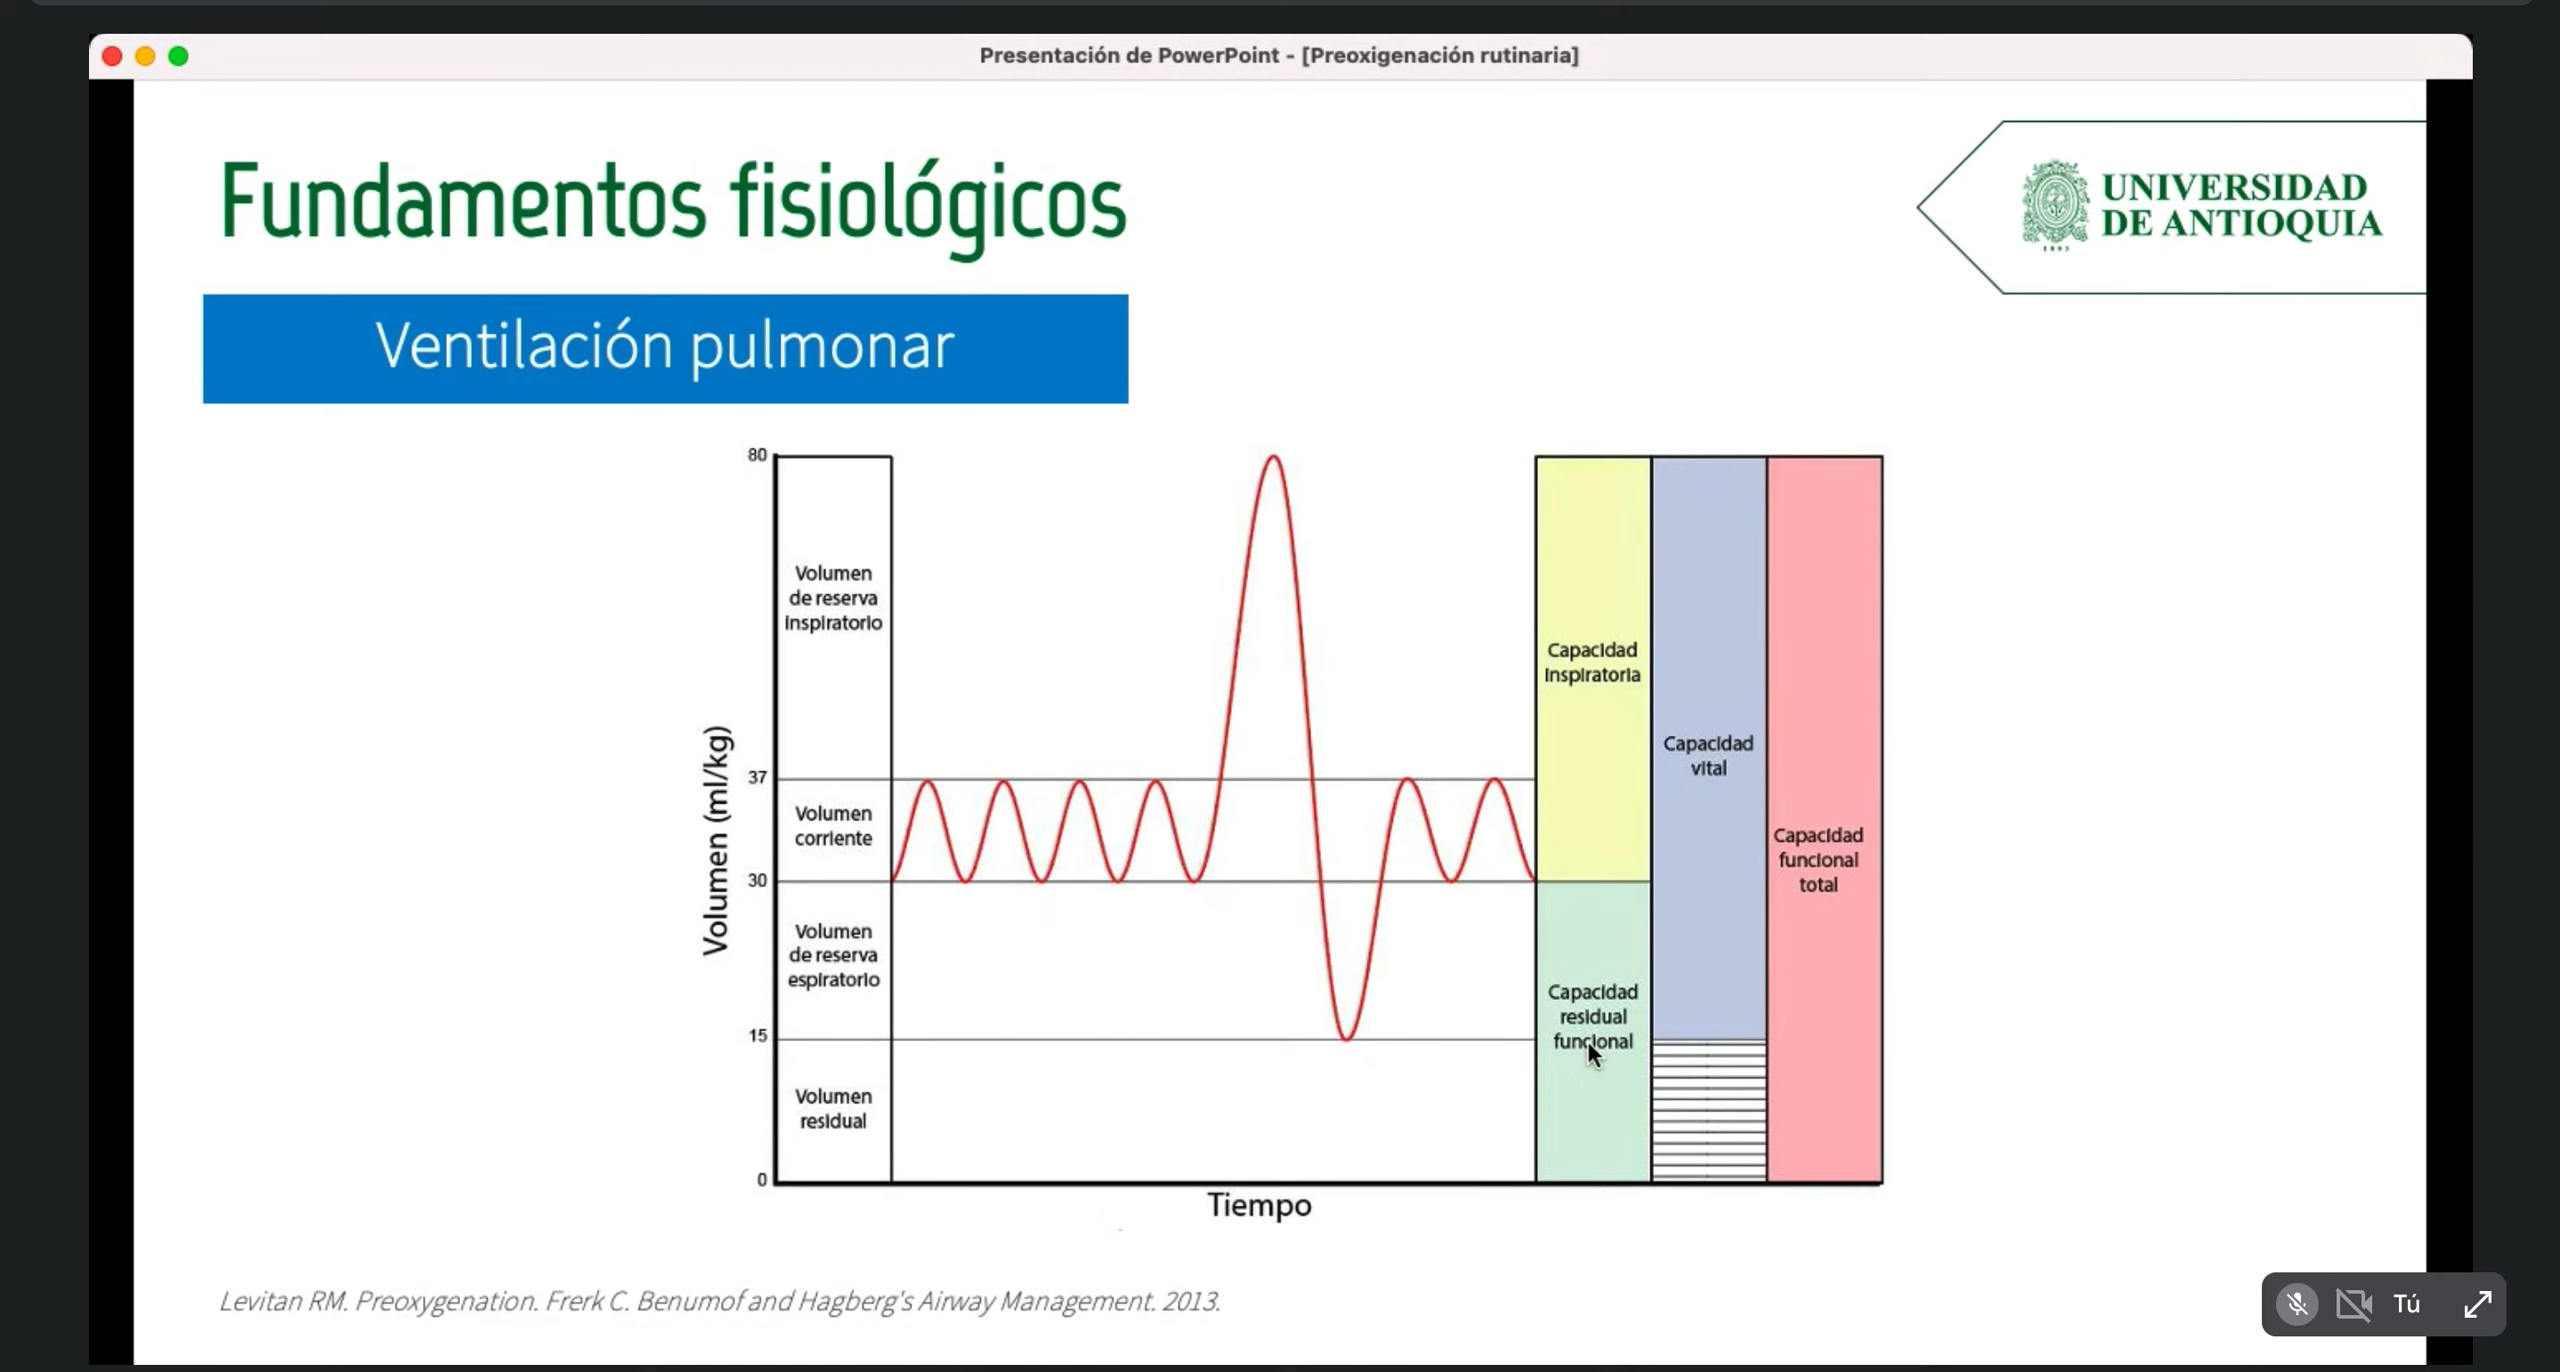 Presentación de PowerPoint - [Preoxigenación rutinaria]
Fundamentos fisiológicos
UNIVERSIDAD
DE ANTIOQUIA
1803
Ventilación pulmonar
80
Volumen
de reserva
inspiratorio
Capacidad
inspiratoria
Capacidad
vital
Volumen (ml/kg)
37
Volumen
corriente
Capacidad
funcional
total
30
Volumen
de reserva
espiratorio
Capacidad
residual
funcional
15
Volumen
residual
0
Tiempo
Levitan RM. Preoxygenation. Frerk C. Benumof and Hagberg's Airway Management. 2013.
Tú